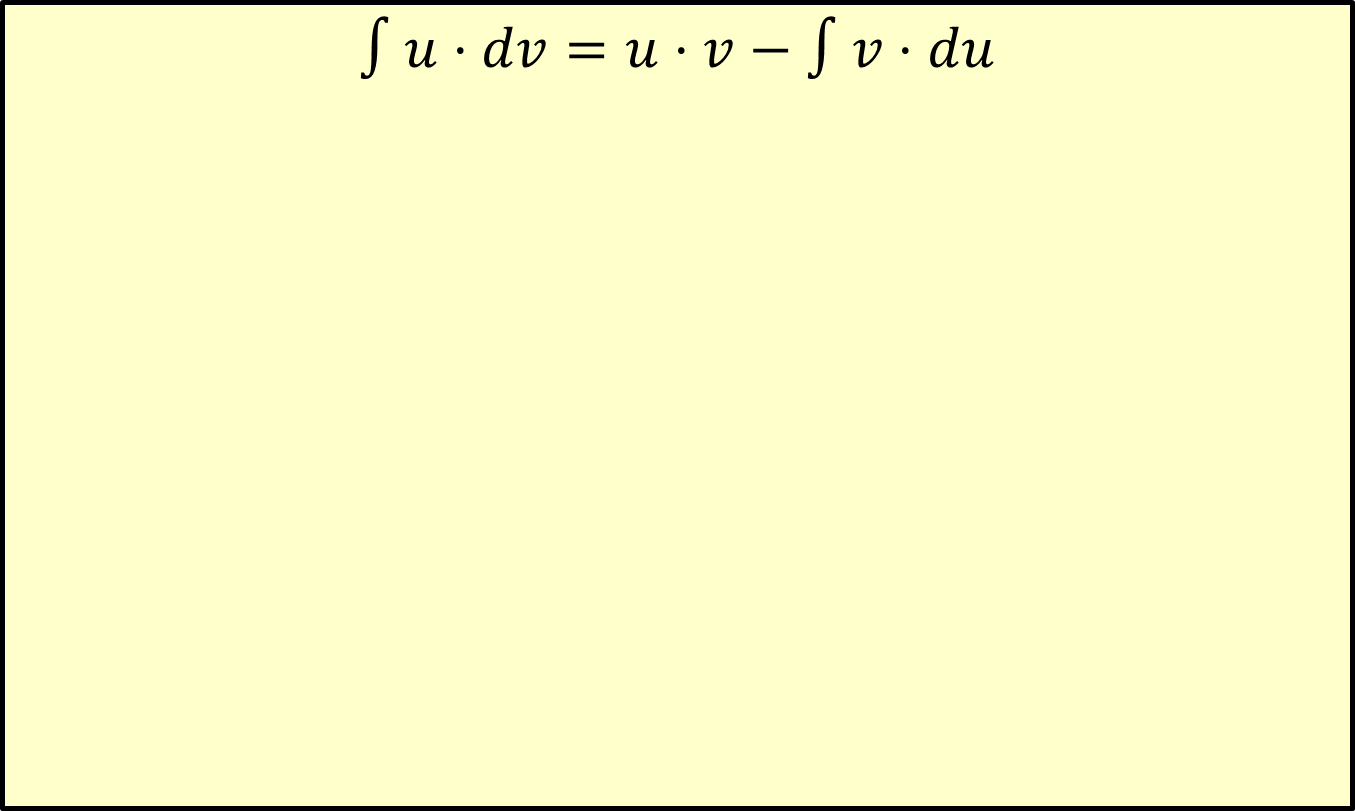 ∫ u · dv = u · v − ∫ v · du